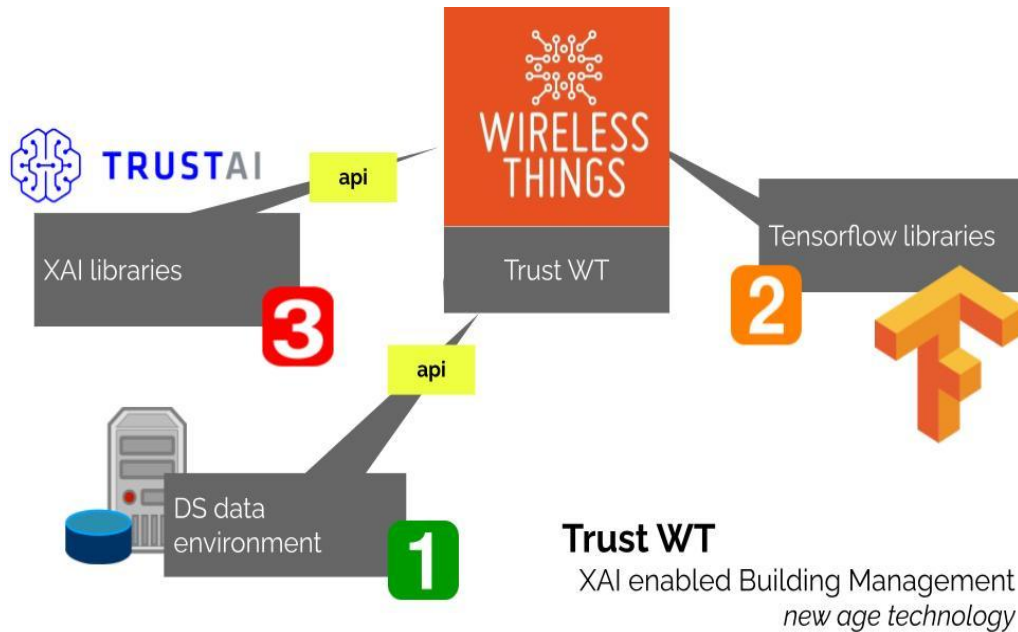 WIRELESS
THINGS
Trust WT
TRUSTAI
api
XAI libraries
3
Tensorflow libraries
2
api
DS data
environment
1
Trust WT
XAI enabled Building Management
new age technology